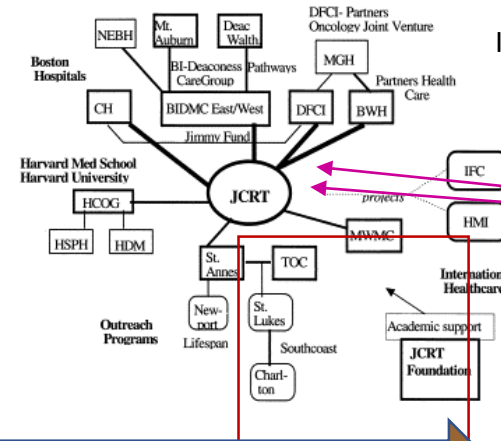 DFCI- Partners
Oncology Joint Venture
NEBH
Mt.
Auburn
Deac
Walth.
MGH
Boston
Hospitals
BI-Deaconess
CareGroup
Pathways
Partners Health
Care
CH
BIDMC East/West
DFCI
BWH
Jimmy Fund
Harvard Med School
Harvard University
JCRT
projects
IFC
HCOG
HMI
HSPH
HDM
MWMC
St.
Annes
TOC
Internation
Healthcare
New-
port
St.
Lukes
Outreach
Programs
Lifespan
Southcoast
Academic support
JCRT
Foundation
Charl-
ton